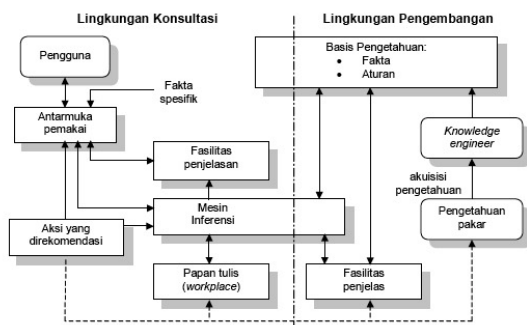 Lingkungan Konsultasi
Lingkungan Pengembangan
Pengguna
Fakta
spesifik
Basis Pengetahuan:
• Fakta
• Aturan
Antarmuka
pemakai
Fasilitas
penjelasan
Knowledge
engineer
akuisisi
pengetahuan
Mesin
Inferensi
Aksi yang
direkomendasi
Pengetahuan
pakar
Papan tulis
(workplace)
Fasilitas
penjelas